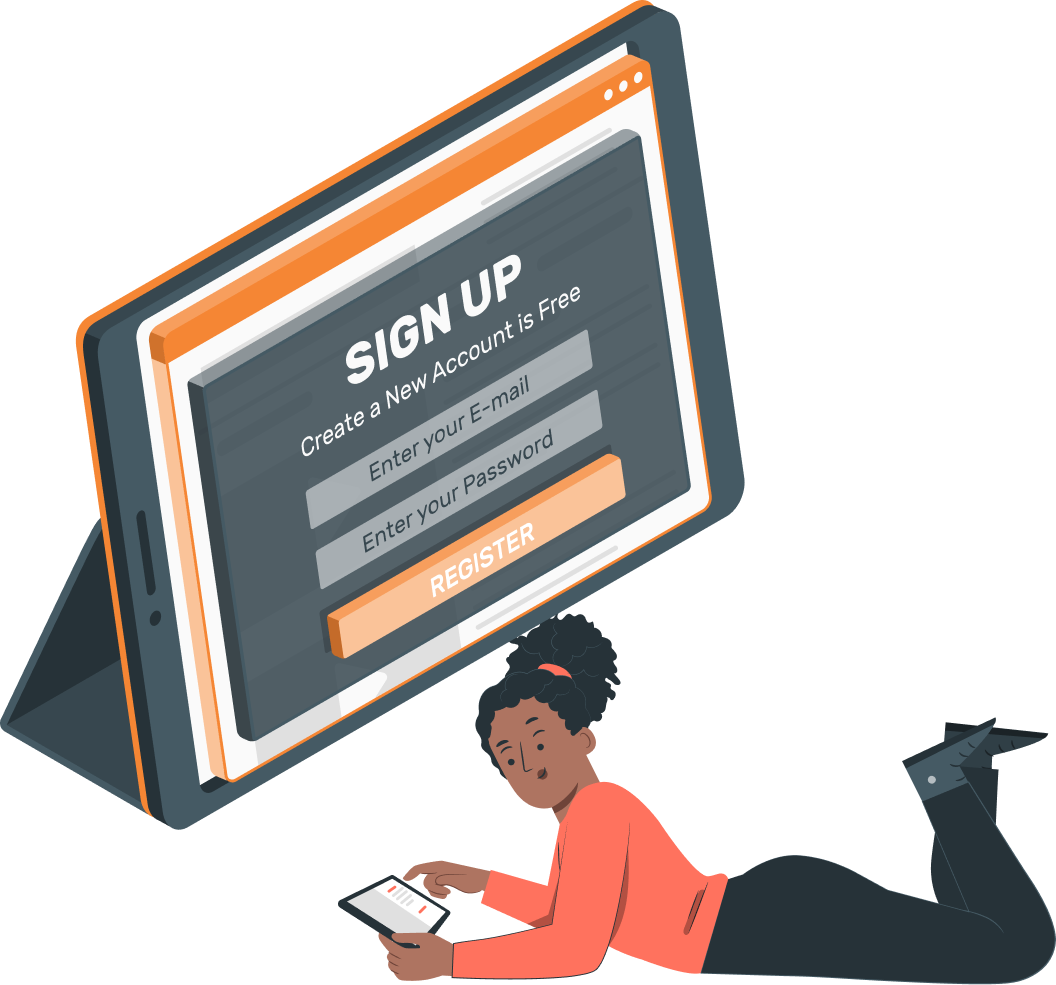 SIGN UP
Create a New Account is Free
Enter your E-mail
Enter your Password
REGISTER